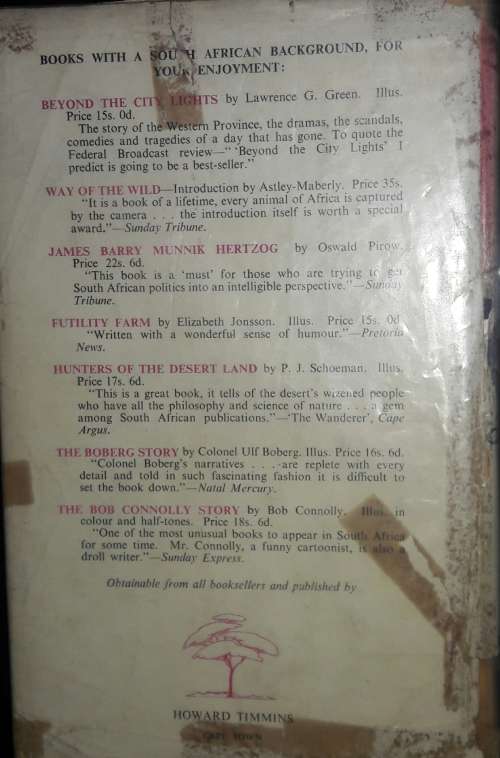 BOOKS WITH A SOUTH AFRICAN BACKGROUND, FOR
YOUR ENJOYMENT:
BEYOND THE CITY LIGHTS by Lawrence G. Green. Illus.
Price 15s. 0d.
The story of the Western Province, the dramas, the scandals,
comedies and tragedies of a day that has gone. To quote the
Federal Broadcast review—" 'Beyond the City Lights' I
predict is going to be a best-seller."
WAY OF THE WILD—Introduction by Astley-Maberly. Price 35s.
"It is a book of a lifetime, every animal of Africa is captured
by the camera . . . the introduction itself is worth a special
award."—Sunday Tribune.
JAMES BARRY MUNNIK HERTZOG by Oswald Pirow.
Price 22s. 6d.
"This book is a 'must' for those who are trying to get
South African politics into an intelligible perspective."—Sunday
Tribune.
FUTILITY FARM by Elizabeth Jonsson. Illus. Price 15s. 0d
"Written with a wonderful sense of humour."—Pretoria
News.
HUNTERS OF THE DESERT LAND by P. J. Schoeman. Illus.
Price 17s. 6d.
"This is a great book, it tells of the desert's wizened people
who have all the philosophy and science of nature . . . a gem
among South African publications."—'The Wanderer', Cape
Argus.
THE BOBERG STORY by Colonel Ulf Boberg. Illus. Price 16s. 6d.
"Colonel Boberg's narratives . . . are replete with every
detail and told in such fascinating fashion it is difficult to
set the book down."—Natal Mercury.
THE BOB CONNOLLY STORY by Bob Connolly. Illus. in
colour and half-tones. Price 18s. 6d.
"One of the most unusual books to appear in South Africa
for some time. Mr. Connolly, a funny cartoonist, is also a
droll writer."—Sunday Express.
Obtainable from all booksellers and published by
HOWARD TIMMINS
CAPE TOWN